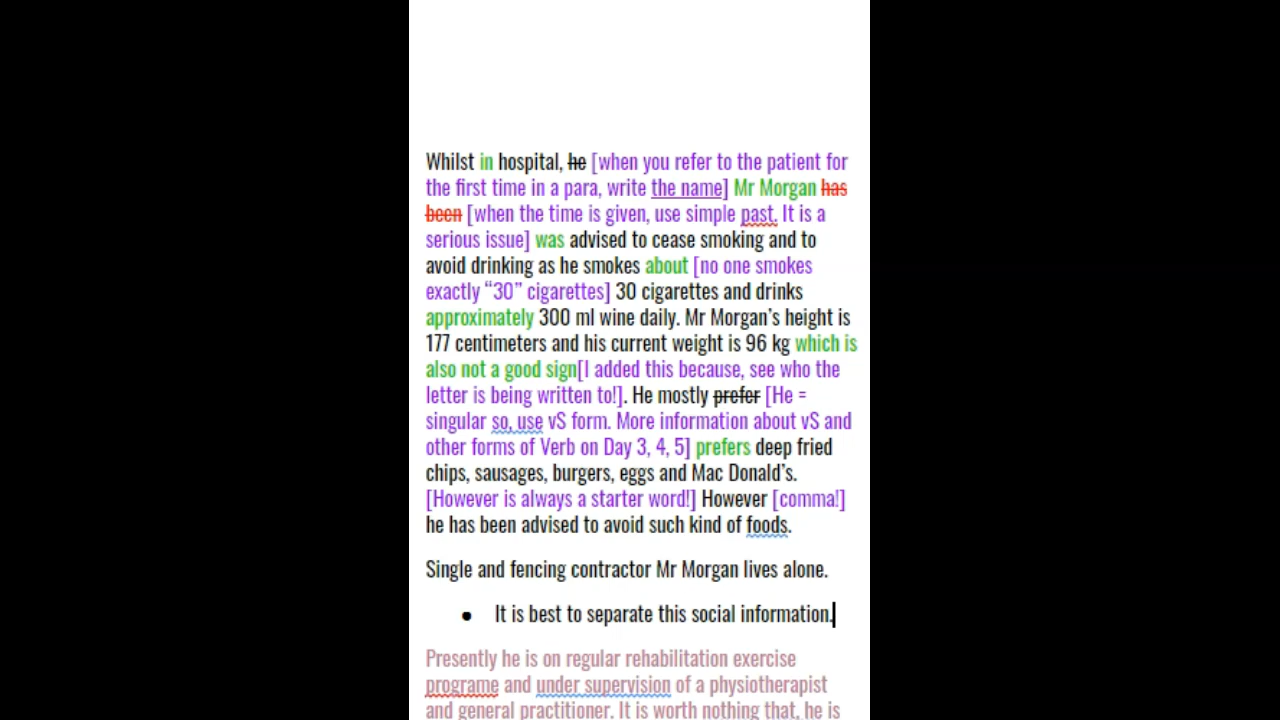 Whilst in hospital, he [when you refer to the patient for
the first time in a para, write the name] Mr Morgan has
been [when the time is given, use simple past. It is a
serious issue] was advised to cease smoking and to
avoid drinking as he smokes about [no one smokes
exactly “30” cigarettes] 30 cigarettes and drinks
approximately 300 ml wine daily. Mr Morgan’s height is
177 centimeters and his current weight is 96 kg which is
also not a good sign[I added this because, see who the
letter is being written to!]. He mostly prefer [He =
singular so, use vS form. More information about vS and
other forms of Verb on Day 3, 4, 5] prefers deep fried
chips, sausages, burgers, eggs and Mac Donald’s.
[However is always a starter word!] However [comma!]
he has been advised to avoid such kind of foods.
Single and fencing contractor Mr Morgan lives alone.
● It is best to separate this social information.
Presently he is on regular rehabilitation exercise
programe and under supervision of a physiotherapist
and general practitioner. It is worth nothing that, he is